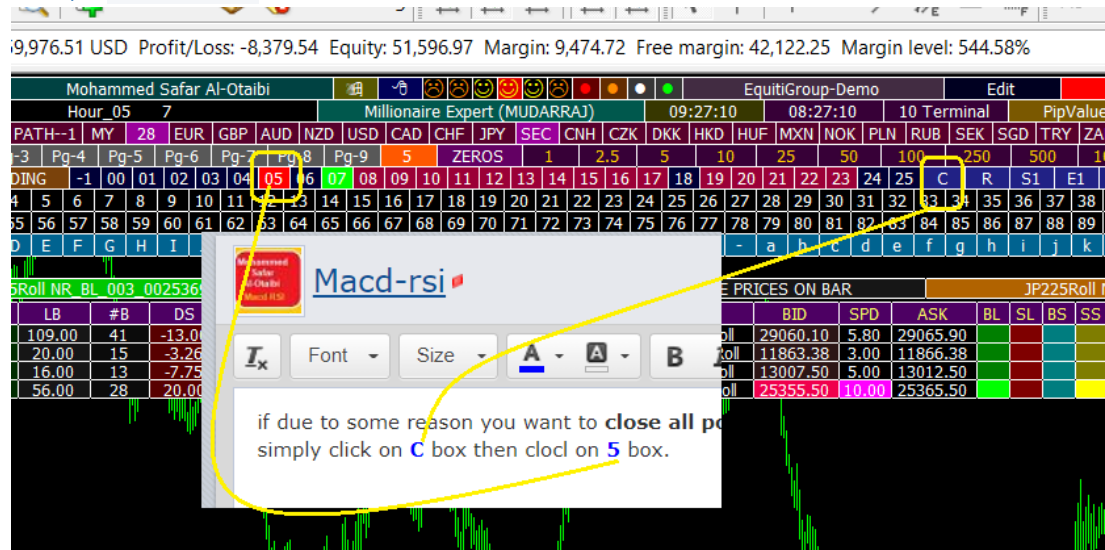 59,976.51 USD Profit/Loss: -8,379.54 Equity: 51,596.97 Margin: 9,474.72 Free margin: 42,122.25 Margin level: 544.58%
Mohammed Safar Al-Otaibi EquitiGroup-Demo Edit
Hour_05 7 Millionaire Expert (MUDARRAJ) 09:27:10 08:27:10 10 Terminal PipValue
PATH--1 MY 28 EUR GBP AUD NZD USD CAD CHF JPY SEC CNH CZK DKK HKD HUF MXN NOK PLN RUB SEK SGD TRY ZA
-3 Pg-4 Pg-5 Pg-6 Pg-7 Pg-8 Pg-9 5 ZEROS 1 2.5 5 10 25 50 100 250 500 1
DING -1 00 01 02 03 04 05 06 07 08 09 10 11 12 13 14 15 16 17 18 19 20 21 22 23 24 25 C R S1 E1
4 5 6 7 8 9 10 11 12 13 14 15 16 17 18 19 20 21 22 23 24 25 26 27 28 29 30 31 32 33 34 35 36 37 38
55 56 57 58 59 60 61 62 63 64 65 66 67 68 69 70 71 72 73 74 75 76 77 78 79 80 81 82 83 84 85 86 87 88 89
D E F G H I - a b c d e f g h i j k
5Roll NR_BL_003_0025369 E PRICES ON BAR JP225Roll N
LB #B DS BID SPD ASK BL SL BS SS
109.00 41 -13.00 oll 29060.10 5.80 29065.90
20.00 15 -3.26 Roll 11863.38 3.00 11866.38
16.00 13 -7.75 oll 13007.50 5.00 13012.50
56.00 28 20.00 oll 25355.50 10.00 25365.50
Mohammed
Safar
Al-Otaibi
Macd RSI
Macd-rsi
Tx Font Size A A B I
if due to some reason you want to close all po
simply click on C box then clocl on 5 box.